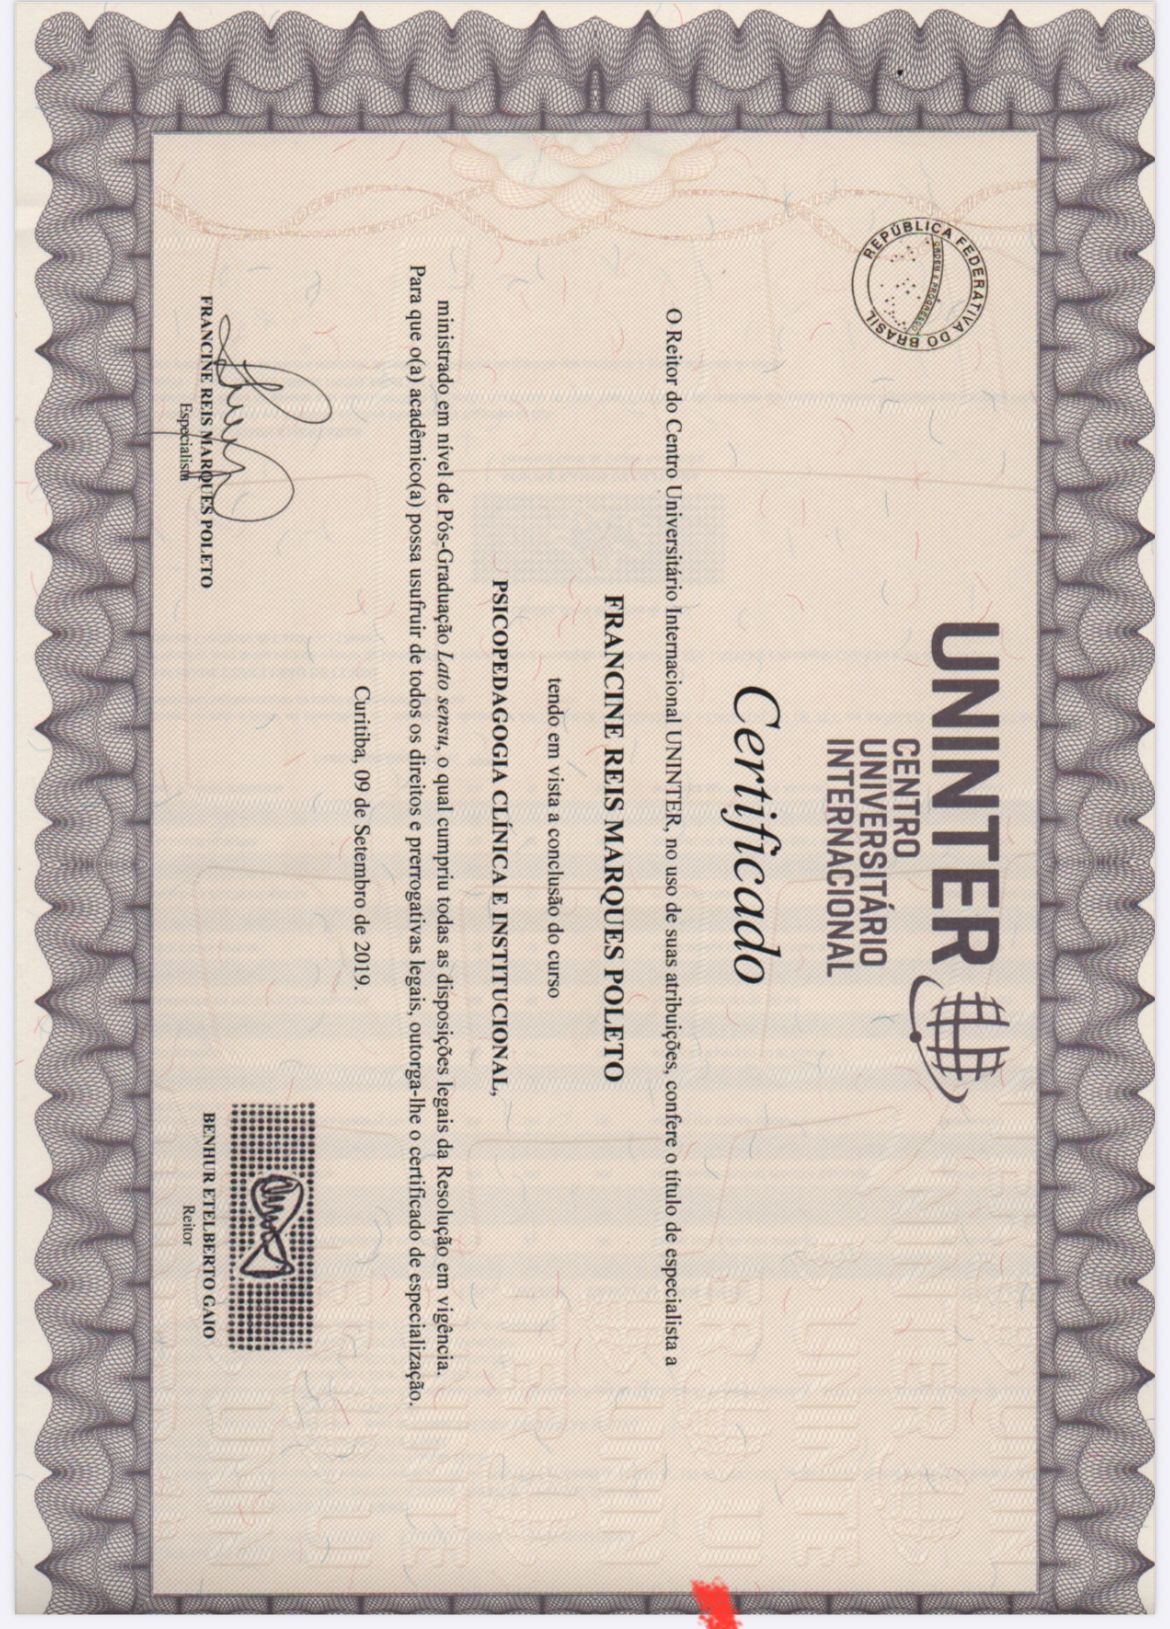 REPÚBLICA FEDERATIVA DO BRASIL
ORDEM E PROGRESSO
UNINTER
CENTRO
UNIVERSITÁRIO
INTERNACIONAL
Certificado
O Reitor do Centro Universitário Internacional UNINTER, no uso de suas atribuições, confere o título de especialista a
FRANCINE REIS MARQUES POLETO
tendo em vista a conclusão do curso
PSICOPEDAGOGIA CLÍNICA E INSTITUCIONAL,
ministrado em nível de Pós-Graduação Lato sensu, o qual cumpriu todas as disposições legais da Resolução em vigência.
Para que o(a) acadêmico(a) possa usufruir de todos os direitos e prerrogativas legais, outorga-lhe o certificado de especialização.
Curitiba, 09 de Setembro de 2019.
FRANCINE REIS MARQUES POLETO
Especialista
BENHUR ETELBERTO GAIO
Reitor